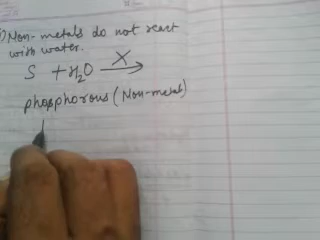 i) Non-metals do not react
with water.
S + H₂O —X→
phosphorous (Non-metal)